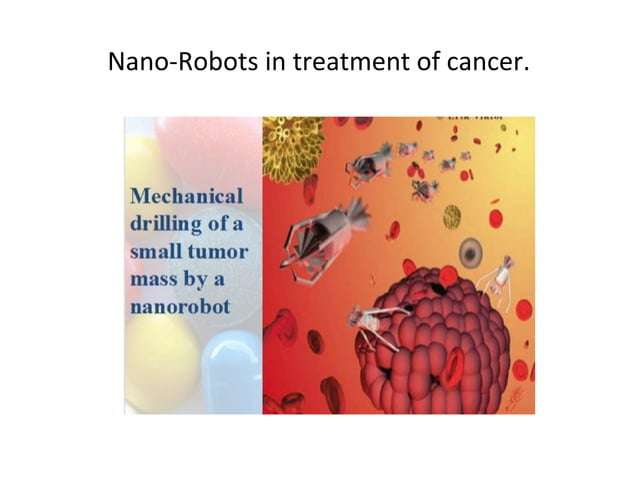 Nano-Robots in treatment of cancer.
Mechanical
drilling of a
small tumor
mass by a
nanorobot